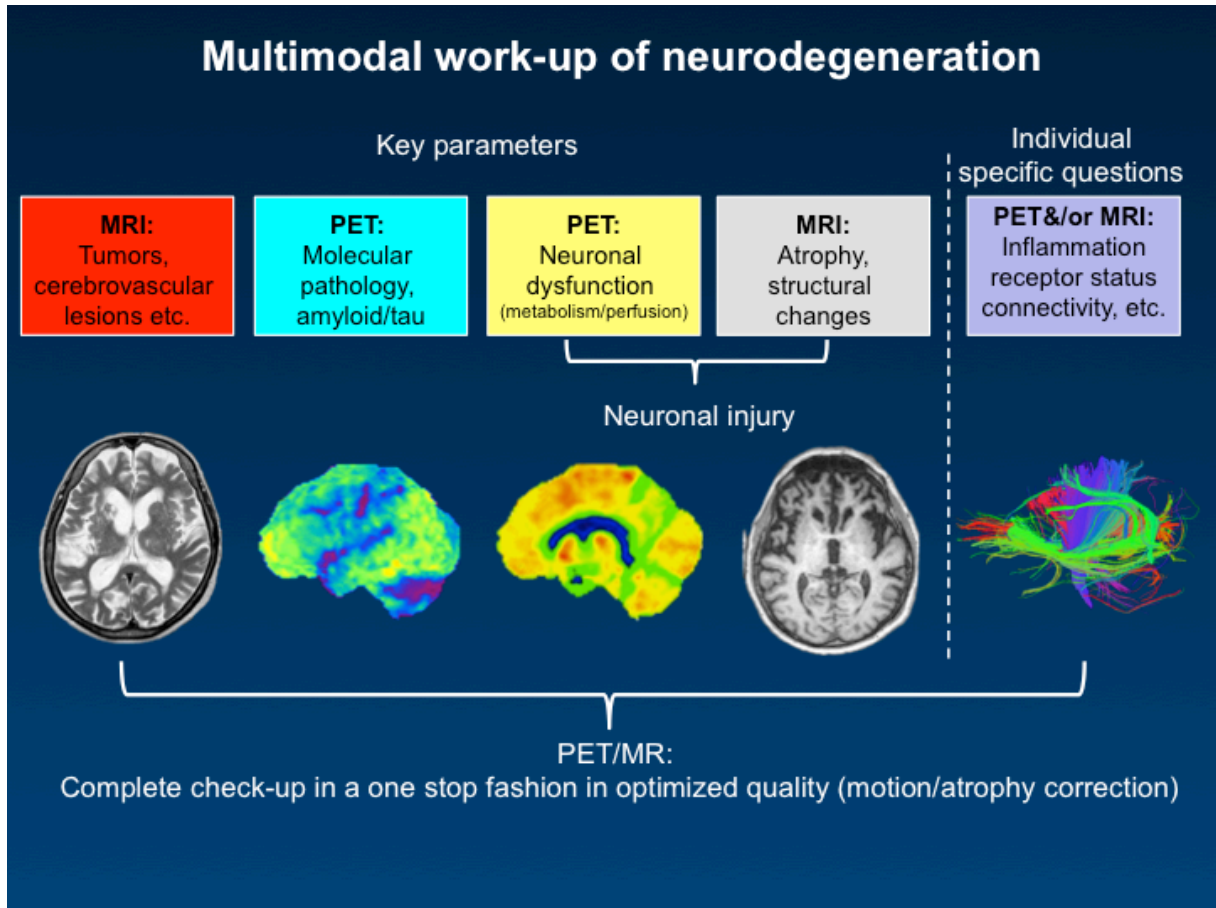 Multimodal work-up of neurodegeneration
Key parameters
Individual
specific questions
MRI:
Tumors,
cerebrovascular
lesions etc.
PET:
Molecular
pathology,
amyloid/tau
PET:
Neuronal
dysfunction
(metabolism/perfusion)
MRI:
Atrophy,
structural
changes
PET&/or MRI:
Inflammation
receptor status
connectivity, etc.
Neuronal injury
PET/MR:
Complete check-up in a one stop fashion in optimized quality (motion/atrophy correction)